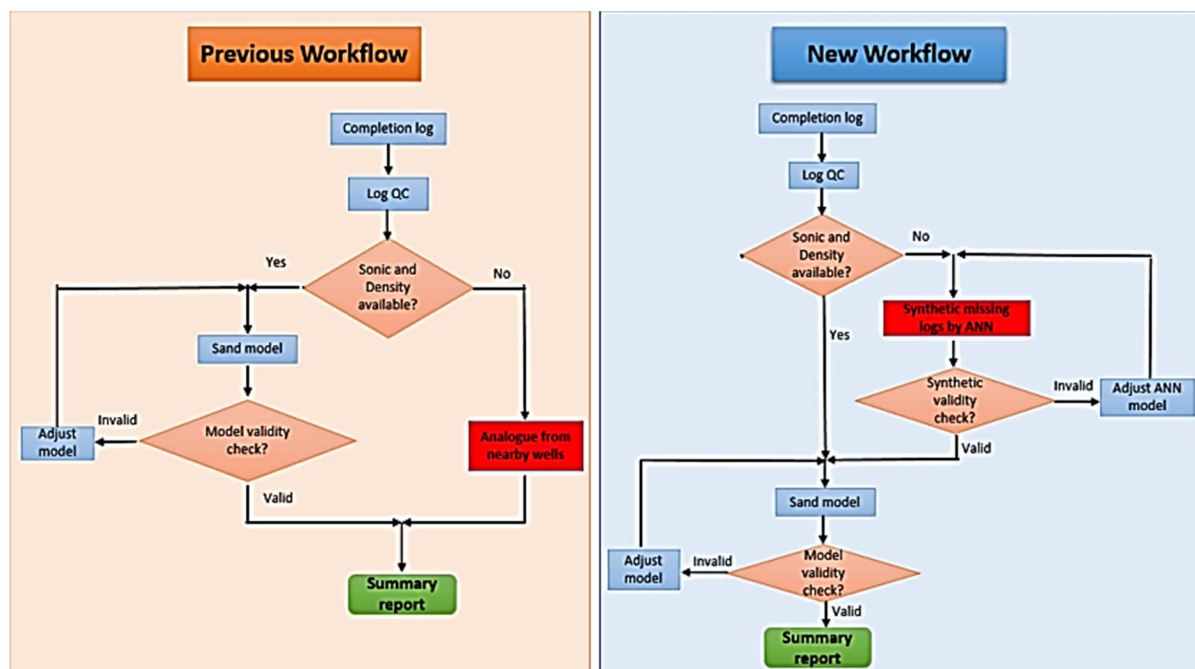 Previous Workflow
Completion log
Log QC
Sonic and
Density
available?
Yes
No
Sand model
Model validity
check?
Invalid
Adjust
model
Analogue from
nearby wells
Valid
Summary
report
New Workflow
Completion log
Log QC
Sonic and
Density
available?
No
Yes
Synthetic missing
logs by ANN
Synthetic
validity
check?
Invalid
Adjust ANN
model
Valid
Sand model
Model
validity
check?
Invalid
Adjust
model
Valid
Summary
report